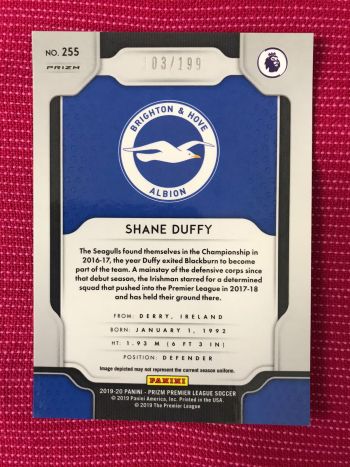 NO. 255
PRIZM
03/199
BRIGHTON & HOVE
ALBION
SHANE DUFFY
The Seagulls found themselves in the Championship in
2016-17, the year Duffy exited Blackburn to become
part of the team. A mainstay of the defensive corps since
that debut season, the Irishman starred for a determined
squad that pushed into the Premier League in 2017-18
and has held their ground there.
FROM: DERRY, IRELAND
BORN: JANUARY 1, 1992
HT: 1.93 M (6 FT 3 IN)
POSITION: DEFENDER
Image depicted may not represent the current season uniform.
PANINI
2019-20 PANINI - PRIZM PREMIER LEAGUE SOCCER
© 2019 Panini America, Inc. Printed in the USA.
© 2019 The Premier League